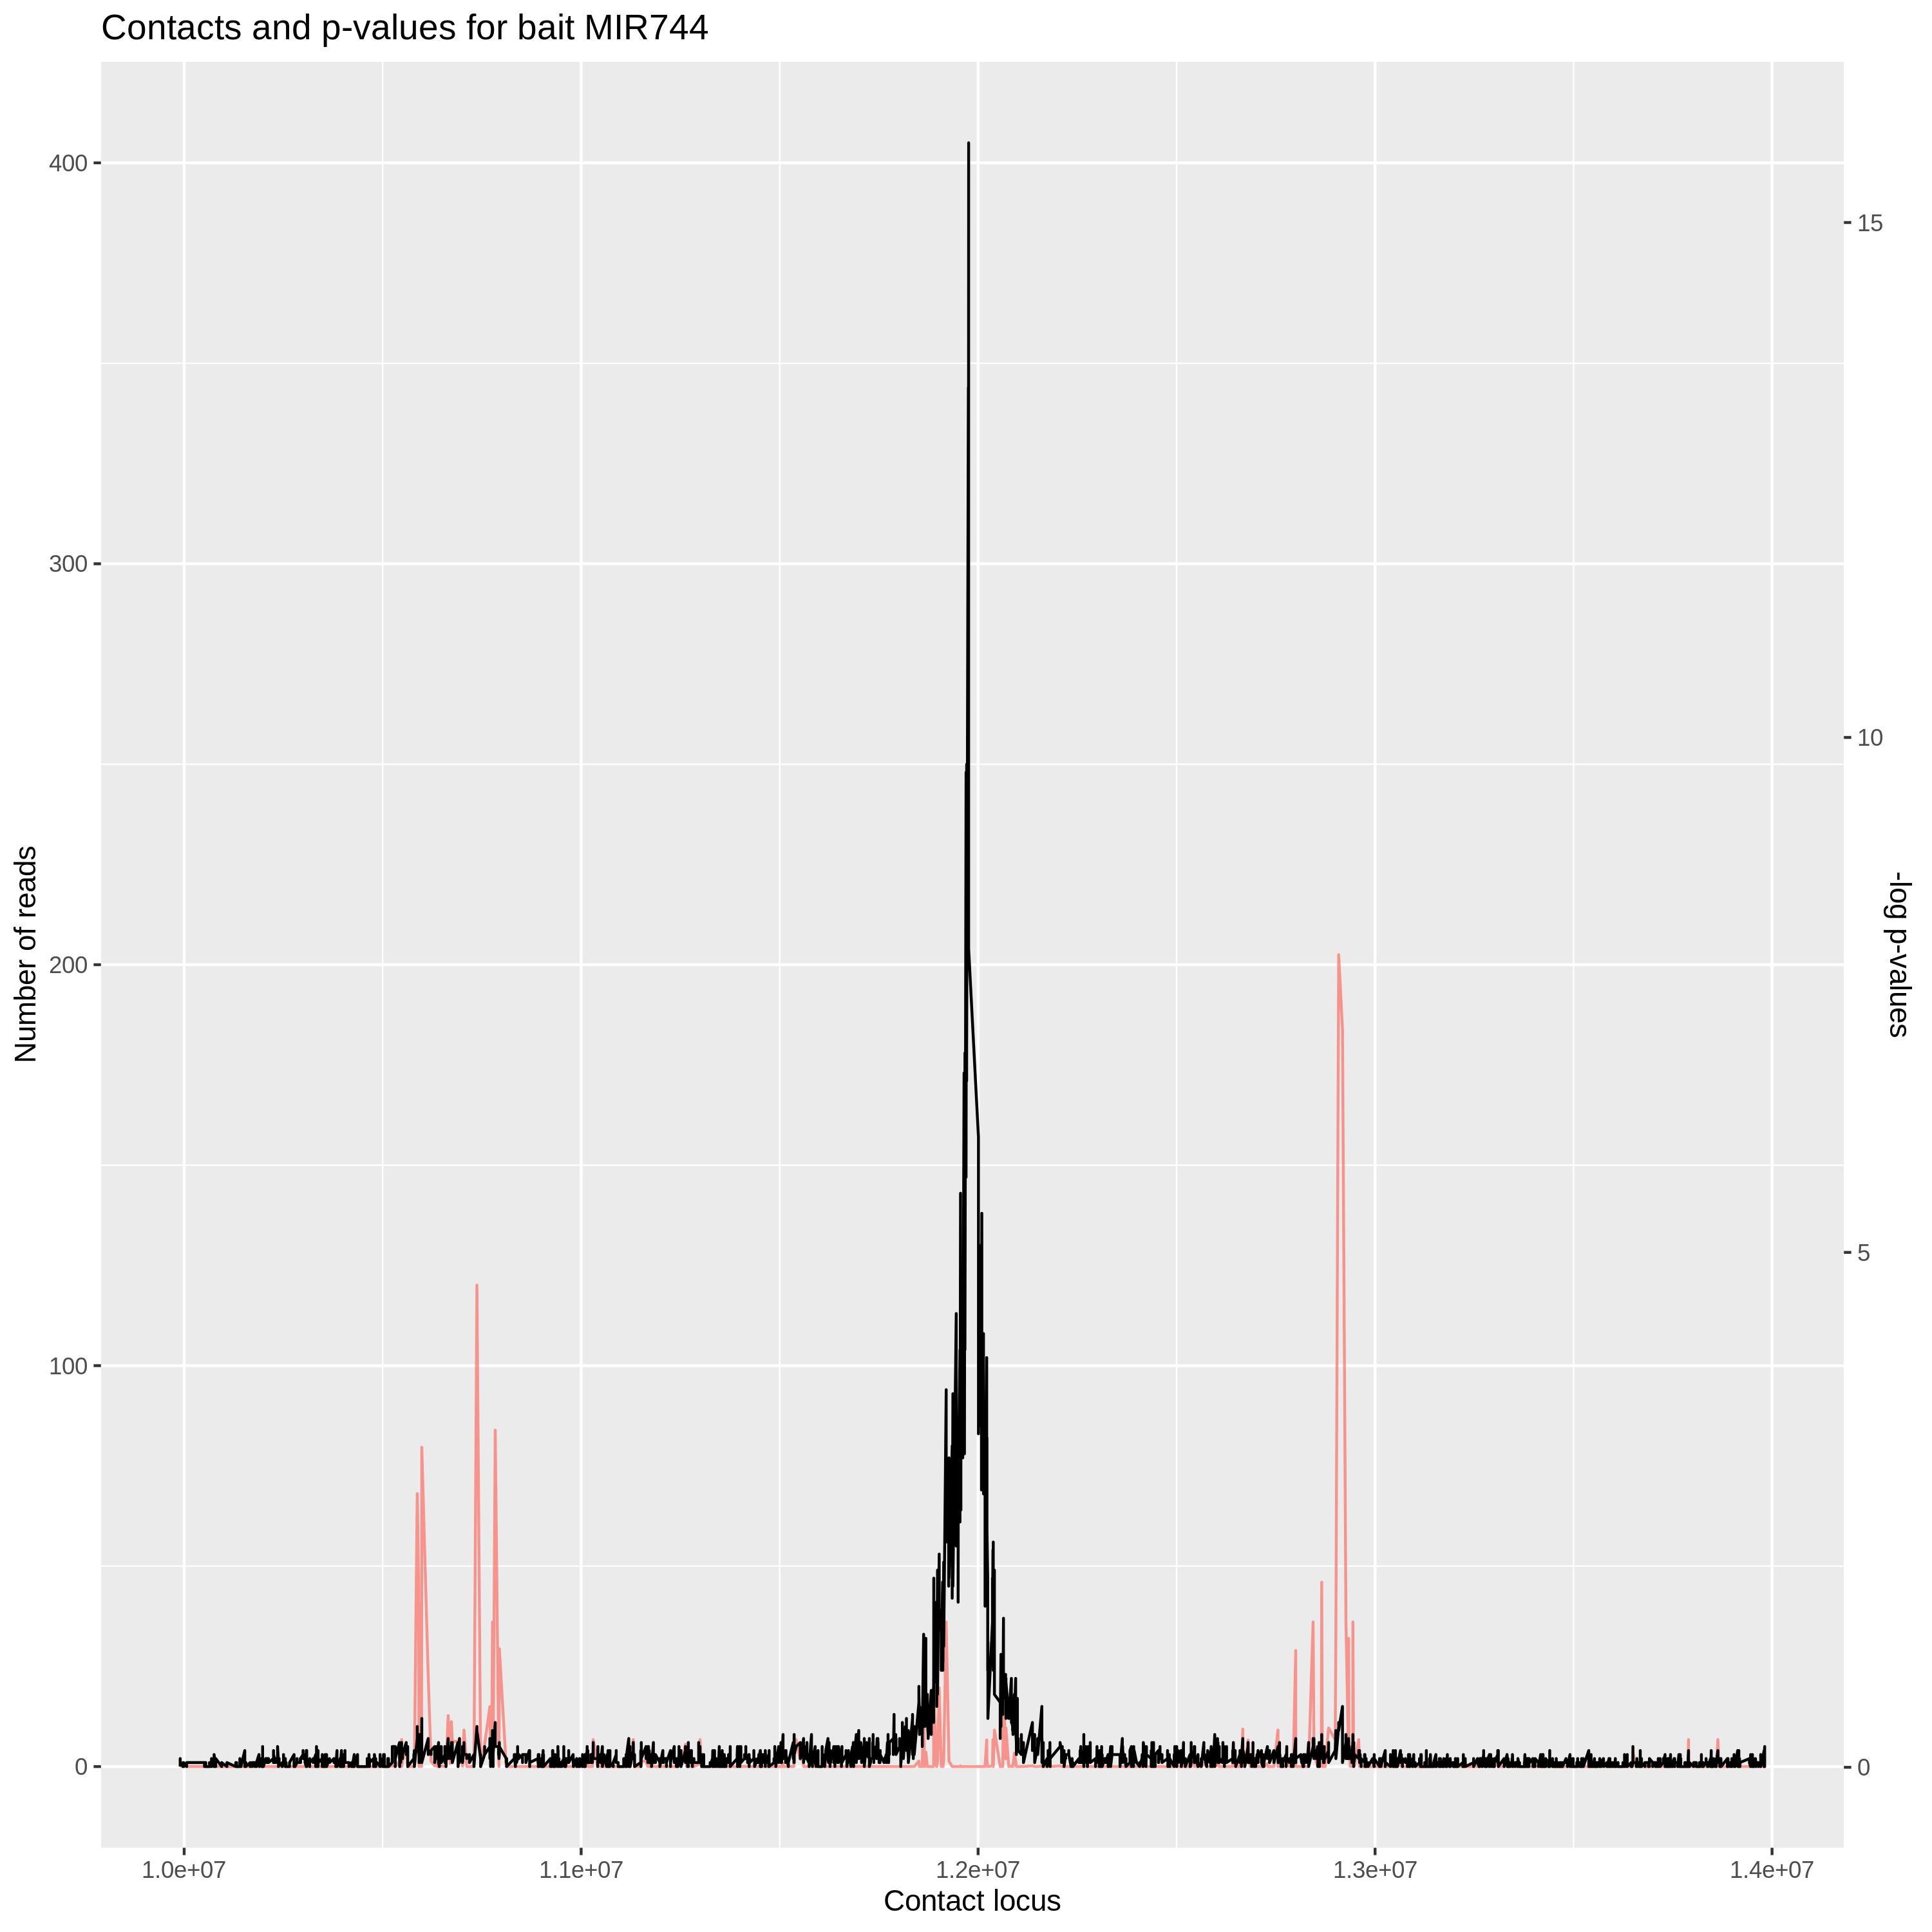 Contacts and p-values for bait MIR744
400
300
200
100
0
Number of reads
15
10
5
0
-log p-values
1.0e+07
1.1e+07
1.2e+07
1.3e+07
1.4e+07
Contact locus